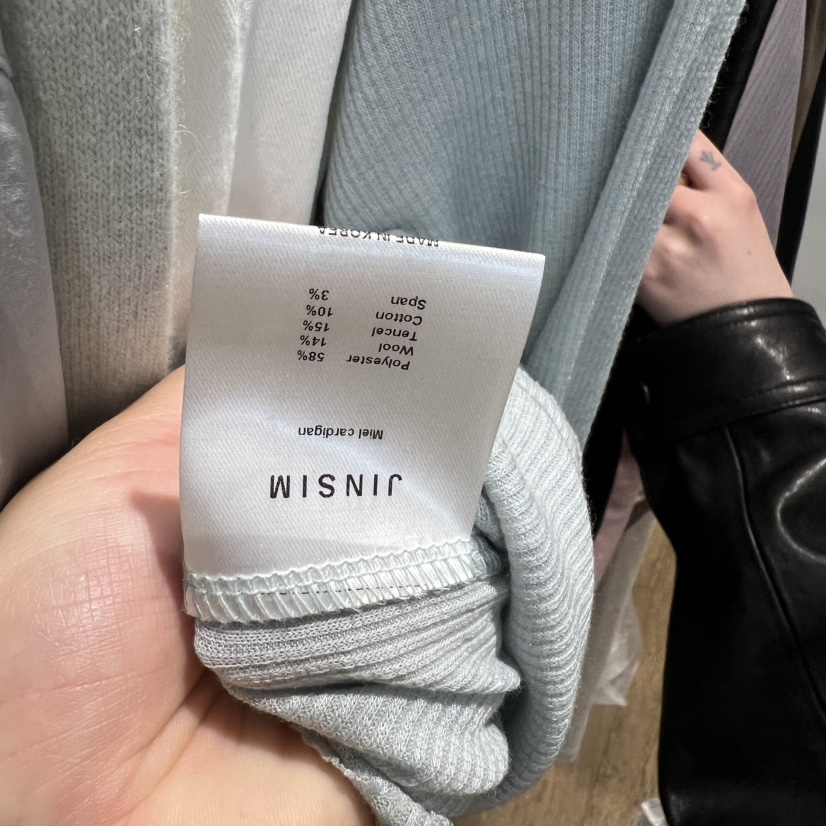 JINSIM
Miel cardigan
Polyester 58%
Wool 14%
Tencel 15%
Cotton 10%
Span 3%
MADE IN KOREA